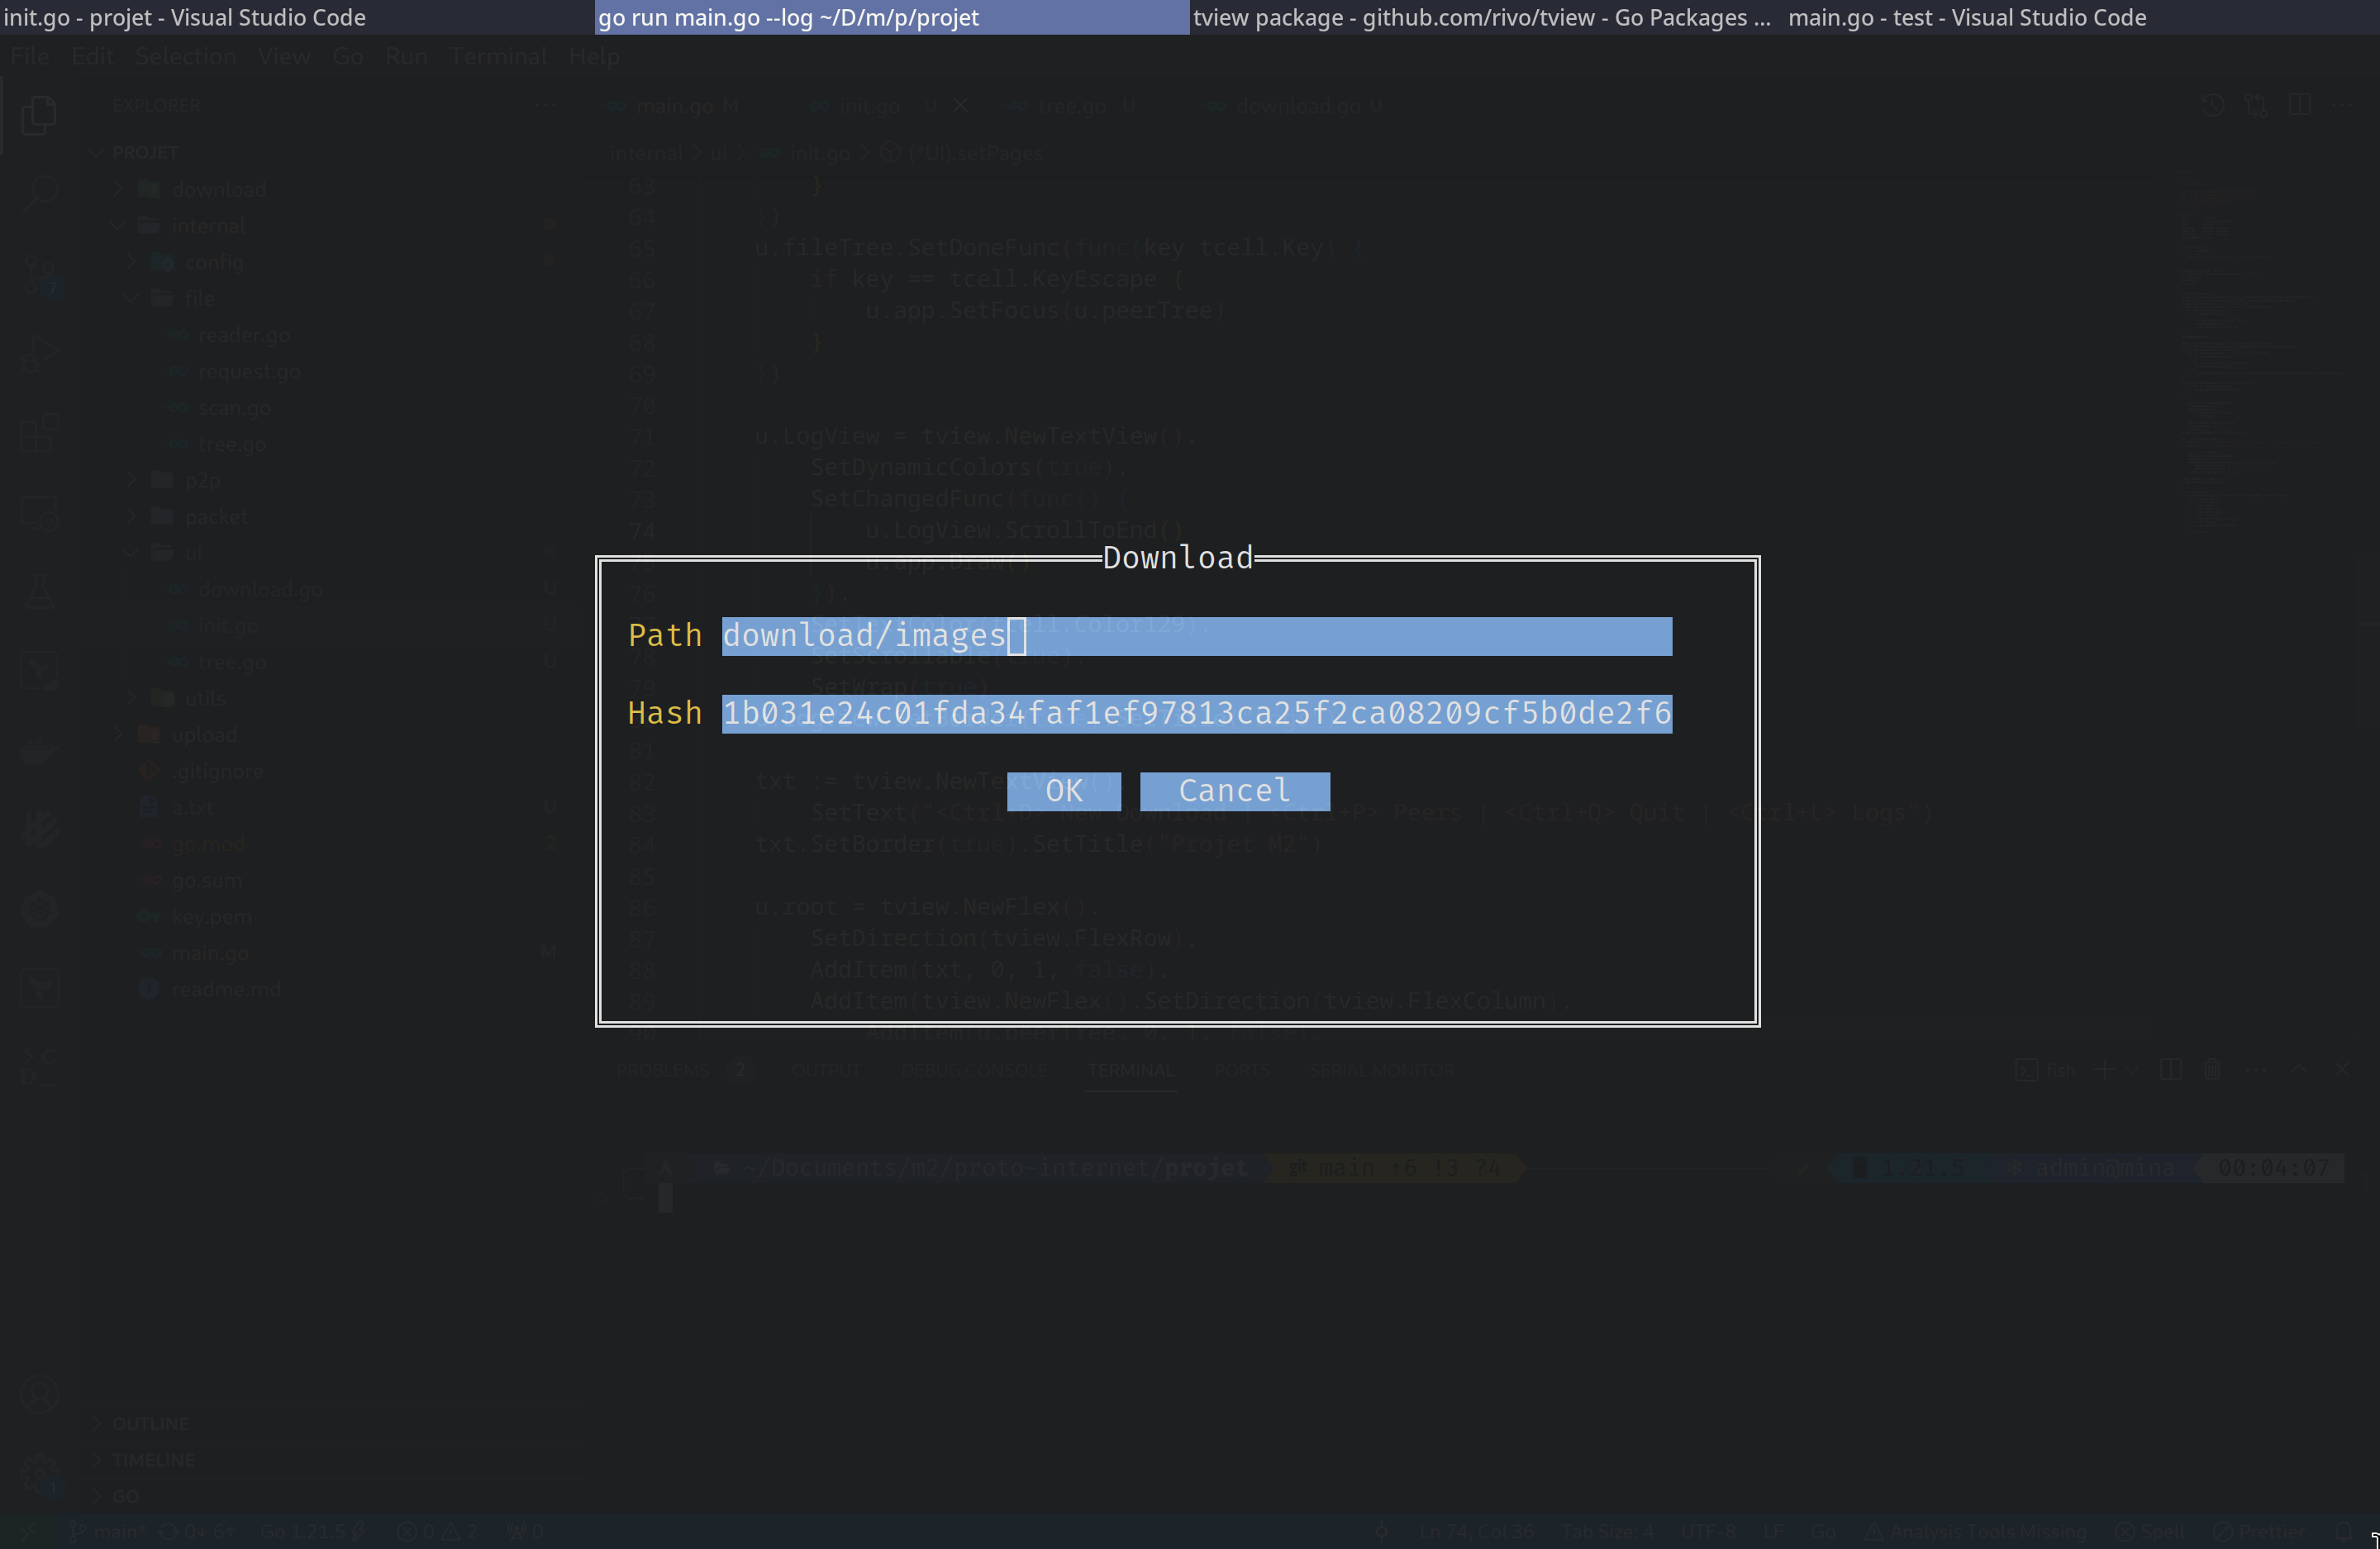 init.go - projet - Visual Studio Code
go run main.go --log ~/D/m/p/projet
tview package - github.com/rivo/tview - Go Packages ...
main.go - test - Visual Studio Code
File Edit Selection View Go Run Terminal Help
EXPLORER
main.go M
init.go U
tree.go U
download.go U
PROJET
internal > ui > init.go > (*UI).setPages
download
internal
config
file
reader.go
request.go
scan.go
tree.go
p2p
packet
ui
download.go U
init.go U
tree.go U
utils
upload
.gitignore
a.txt U
go.mod 2
go.sum
key.pem
main.go M
readme.md
63 }
64 })
65 u.fileTree.SetDoneFunc(func(key tcell.Key) {
66 if key == tcell.KeyEscape {
67 u.app.SetFocus(u.peerTree)
68 }
69 })
70
71 u.LogView = tview.NewTextView().
72 SetDynamicColors(true).
73 SetChangedFunc(func() {
74 u.LogView.ScrollToEnd()
u.app.Draw()
76 }).
79 SetWrap(true)
81
82 txt := tview.NewTextView().
83 SetText("<Ctrl+D> New Download | <Ctrl+P> Peers | <Ctrl+Q> Quit | <Ctrl+L> Logs")
84 txt.SetBorder(true).SetTitle("Projet M2")
85
86 u.root = tview.NewFlex().
87 SetDirection(tview.FlexRow).
88 AddItem(txt, 0, 1, false).
89 AddItem(tview.NewFlex().SetDirection(tview.FlexColumn).
Download
Path download/images
Hash 1b031e24c01fda34faf1ef97813ca25f2ca08209cf5b0de2f6
OK Cancel
PROBLEMS 2 OUTPUT DEBUG CONSOLE TERMINAL PORTS SERIAL MONITOR
fish
~/Documents/m2/proto-internet/projet git main ↑6 !3 ?4
1.21.5 admin@mina 00:04:07
OUTLINE
TIMELINE
GO
main* 0↓ 6↑ Go 1.21.5 0 2 0
Ln 74, Col 36 Tab Size: 4 UTF-8 LF Go Analysis Tools Missing Spell Prettier